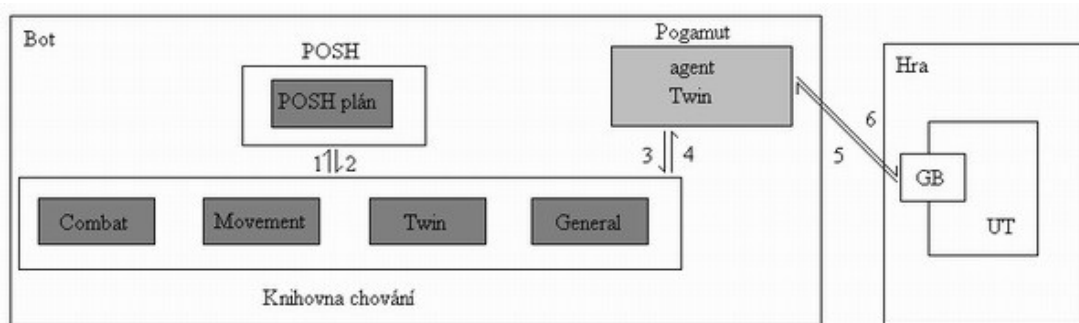 Bot
POSH
POSH plán
1 2
Combat
Movement
Twin
General
Knihovna chování
Pogamut
agent
Twin
3 4
5
6
Hra
GB
UT